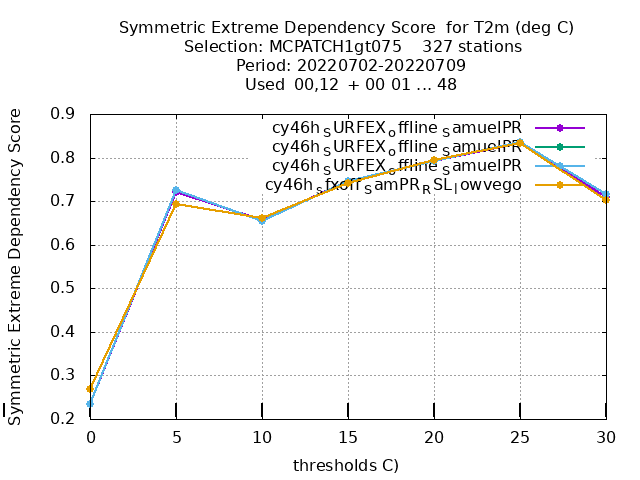 Symmetric Extreme Dependency Score for T2m (deg C)
Selection: MCPATCH1gt075 327 stations
Period: 20220702-20220709
Used 00,12 + 00 01 ... 48
Symmetric Extreme Dependency Score
0.9
0.8
0.7
0.6
0.5
0.4
0.3
0.2
cy46h_SURFEX_offline_SamuelPR
cy46h_SURFEX_offline_SamuelPR
cy46h_SURFEX_offline_SamuelPR
cy46h_sfxoff_SamPR_RSL_lowvego
0 5 10 15 20 25 30
thresholds C)